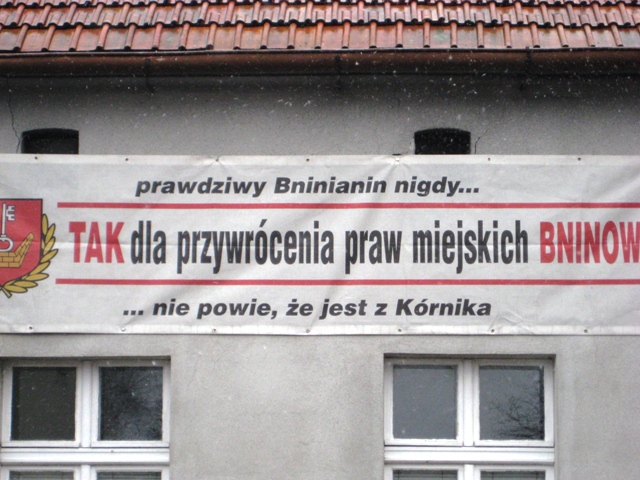 prawdziwy Bninianin nigdy...
TAK dla przywrócenia praw miejskich BNINOW
... nie powie, że jest z Kórnika